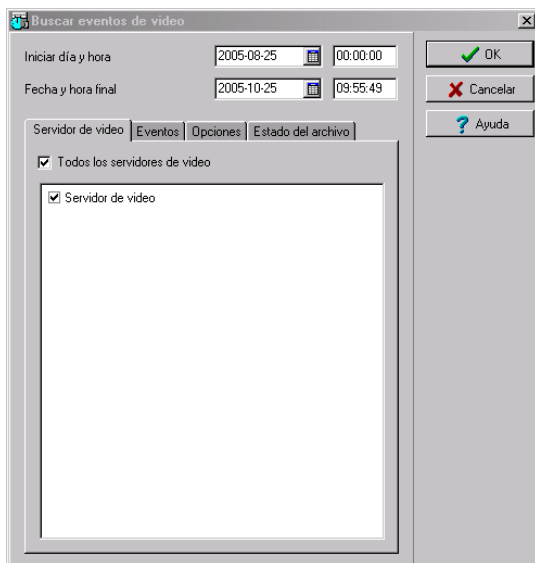 Buscar eventos de video
Iniciar día y hora 2005-08-25 00:00:00
OK
Fecha y hora final 2005-10-25 09:55:49
Cancelar
Ayuda
Servidor de video Eventos Opciones Estado del archivo
Todos los servidores de video
Servidor de video